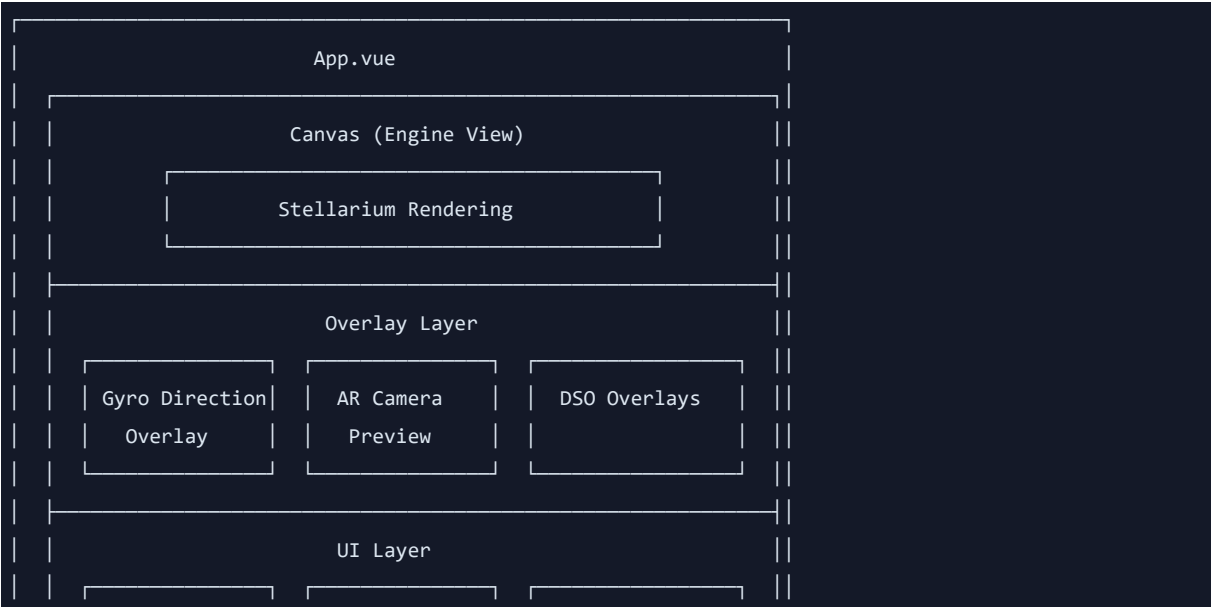 App.vue
Canvas (Engine View)
Stellarium Rendering
Overlay Layer
Gyro Direction AR Camera DSO Overlays
Overlay Preview
UI Layer